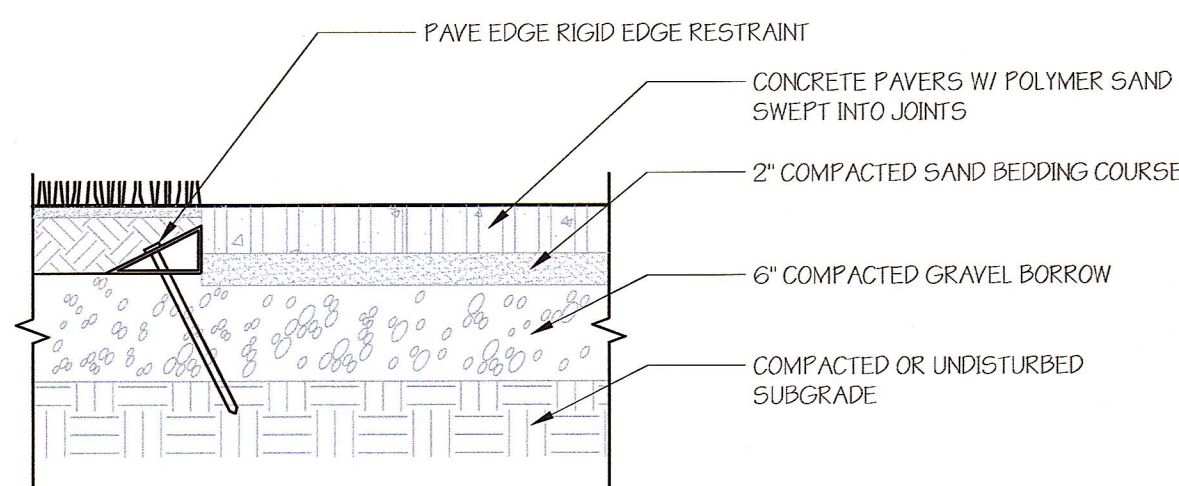 PAVE EDGE RIGID EDGE RESTRAINT
CONCRETE PAVERS W/ POLYMER SAND
SWEPT INTO JOINTS
2" COMPACTED SAND BEDDING COURSE
6" COMPACTED GRAVEL BORROW
COMPACTED OR UNDISTURBED
SUBGRADE